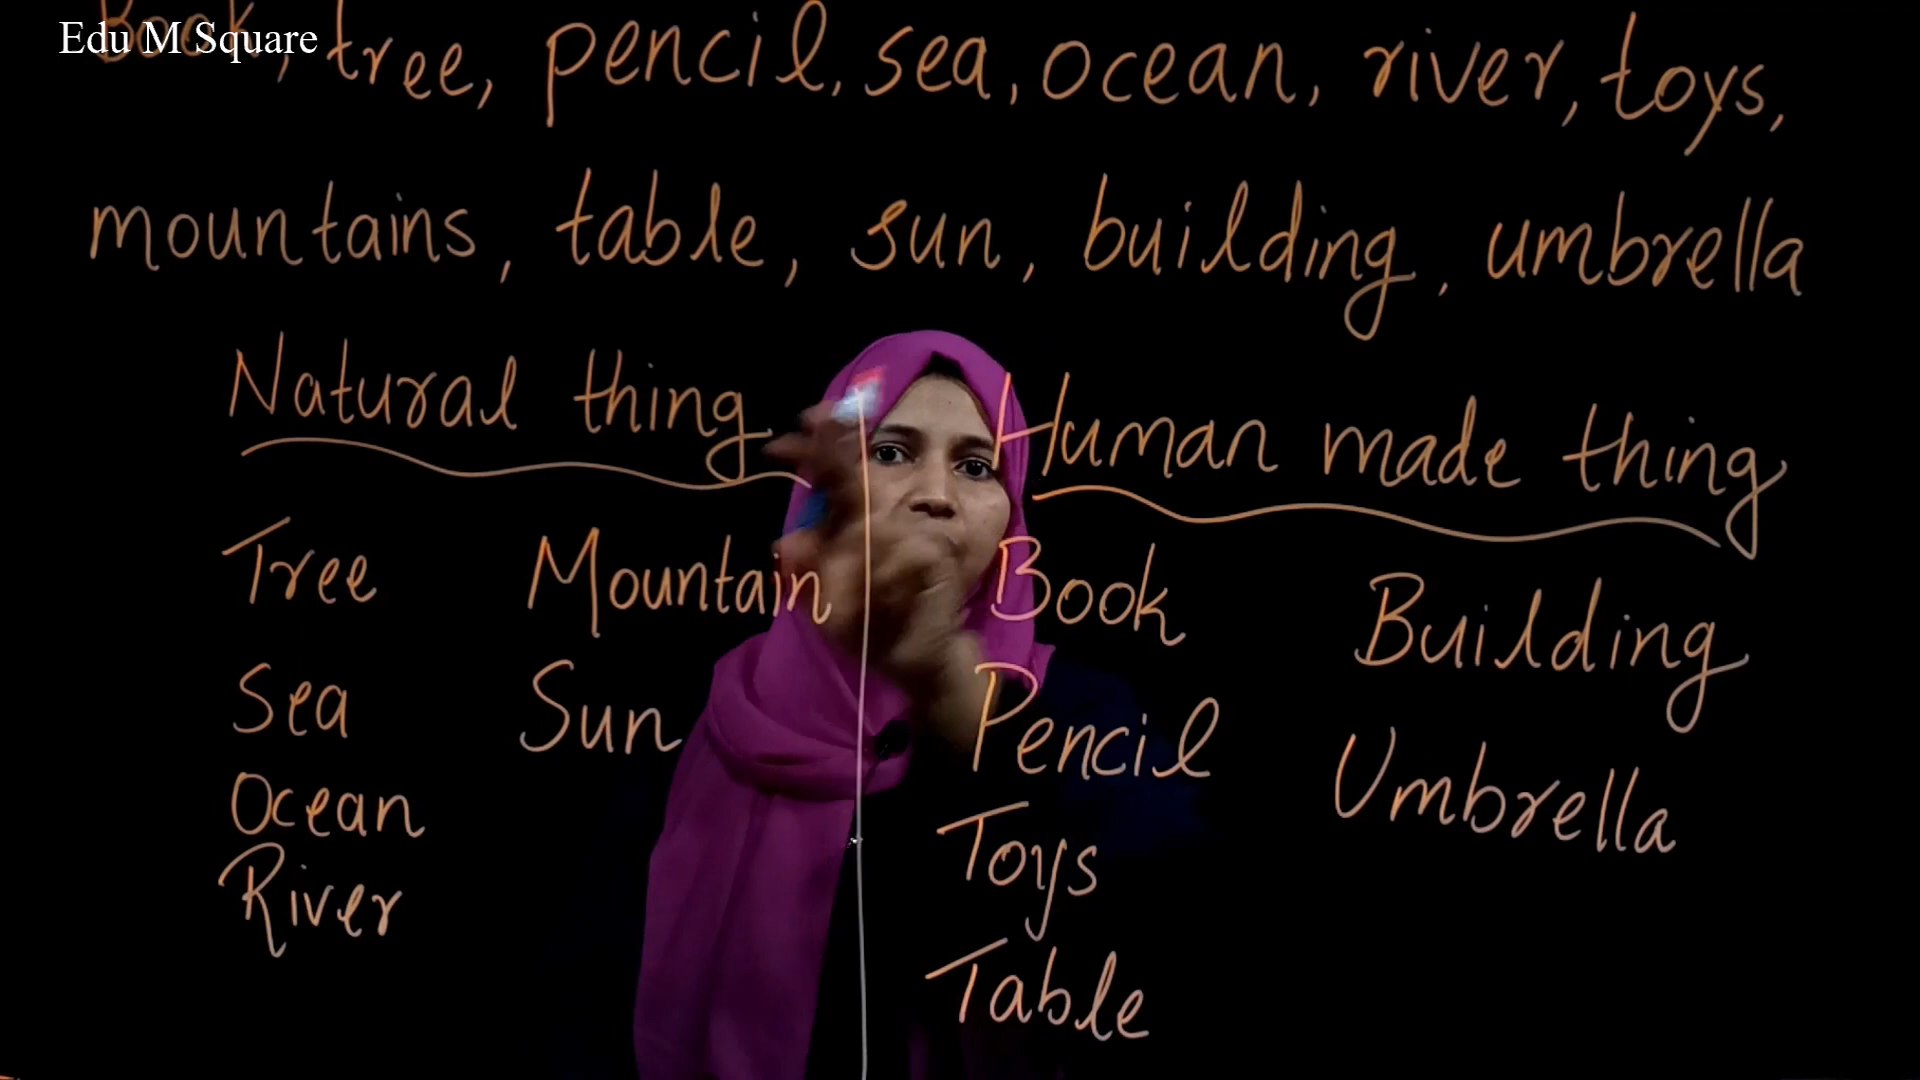 Edu M Square
Book, tree, pencil, sea, ocean, river, toys,
mountains, table, sun, building, umbrella
Natural thing
Human made thing
Tree
Mountain
Sea
Sun
Ocean
River
Book
Building
Pencil
Umbrella
Toys
Table